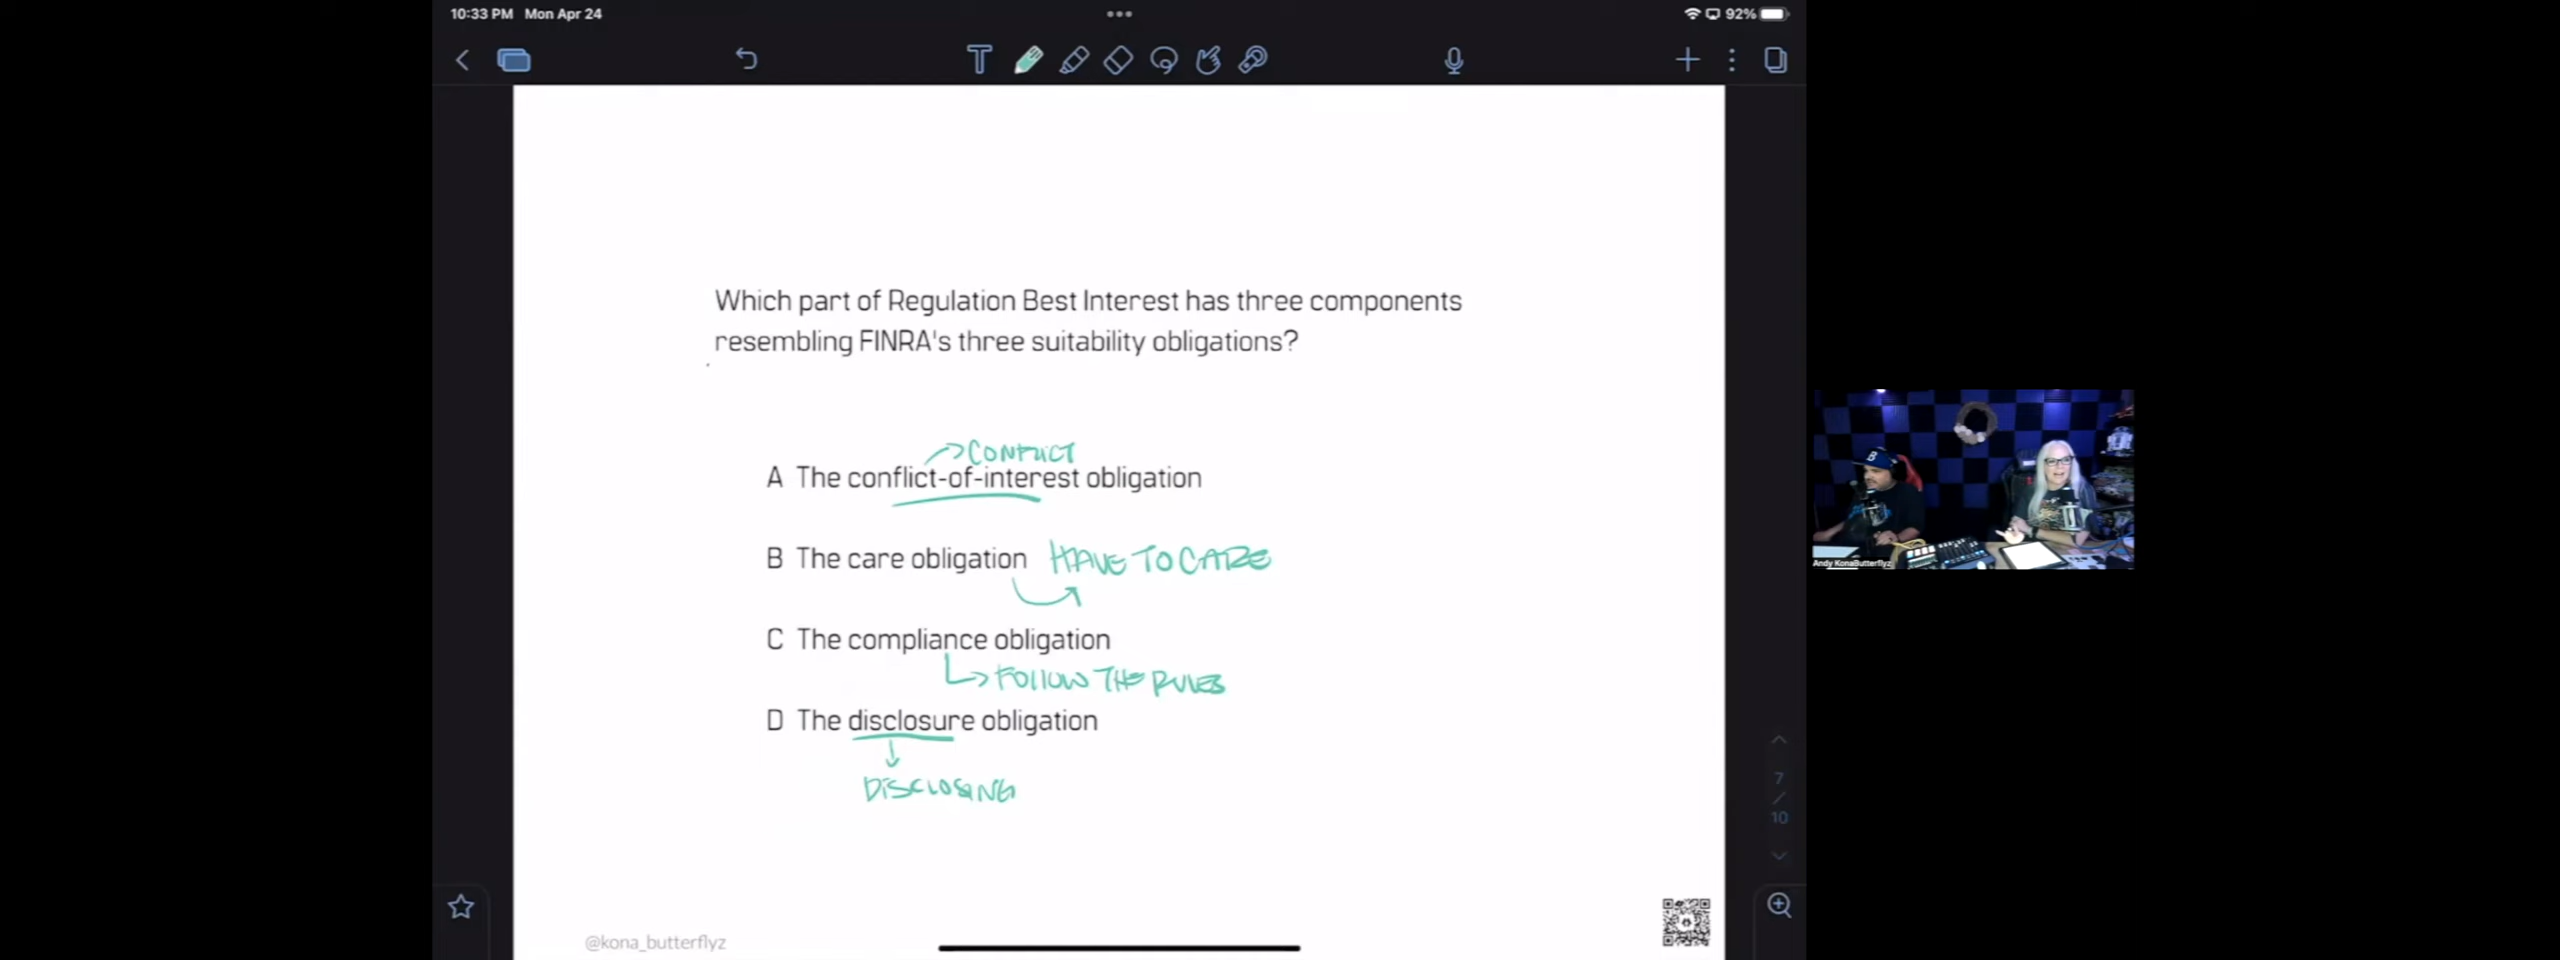 10:33 PM Mon Apr 24
92%
Which part of Regulation Best Interest has three components
resembling FINRA's three suitability obligations?
CONFLICT
A The conflict-of-interest obligation
B The care obligation HAVE TO CARE
C The compliance obligation
FOLLOW THE RULES
D The disclosure obligation
DISCLOSING
7
/
10
@kona_butterflyz
Andy KonaButterflyz